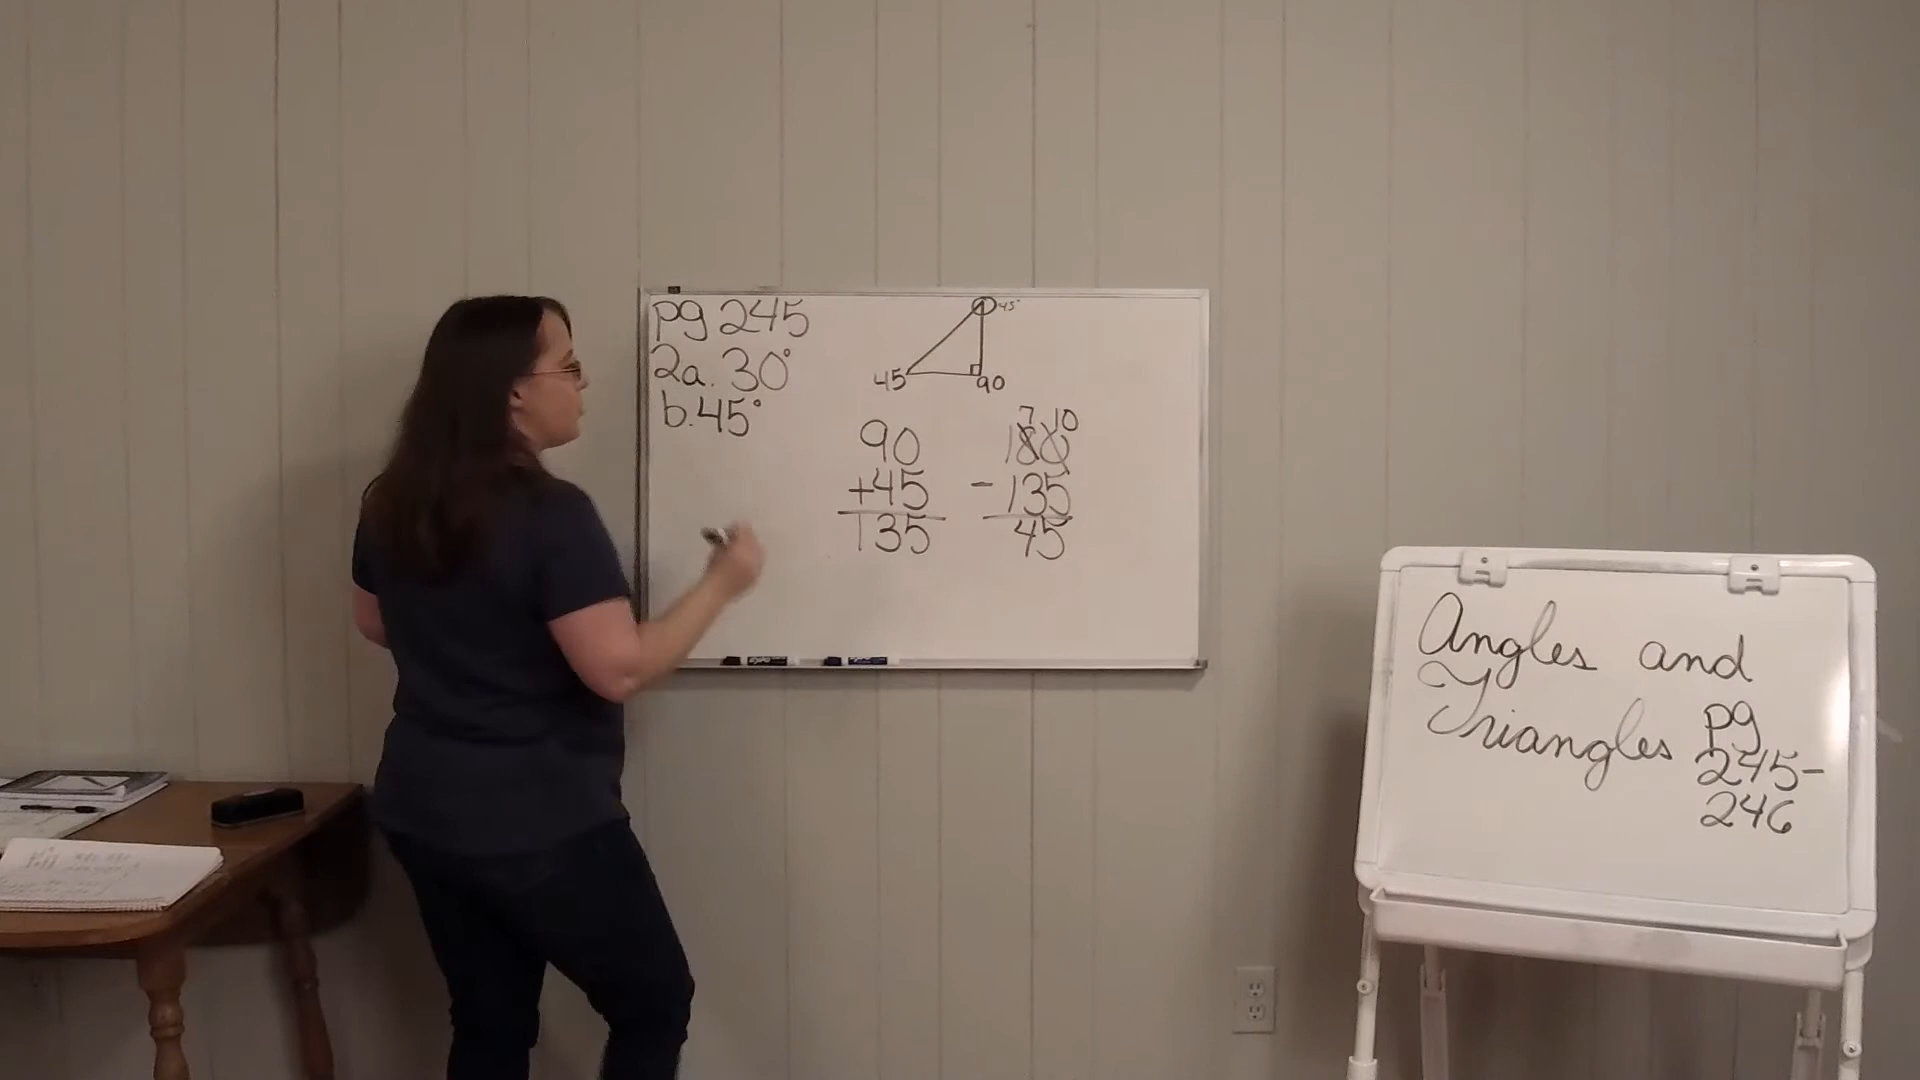 pg 245
2a. 30°
b. 45°
45°
45
90
90
+45
135
7 10
180
-135
45
EXPO
Angles and
Triangles
pg
245-
246